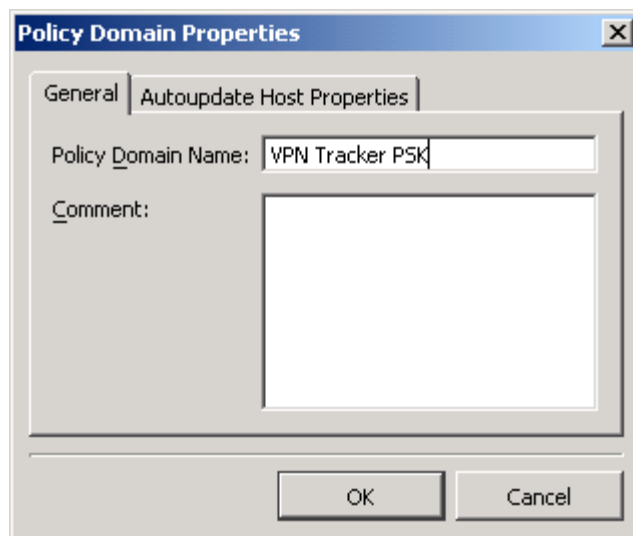 Policy Domain Properties
General Autoupdate Host Properties
Policy Domain Name: VPN Tracker PSK
Comment:
OK Cancel